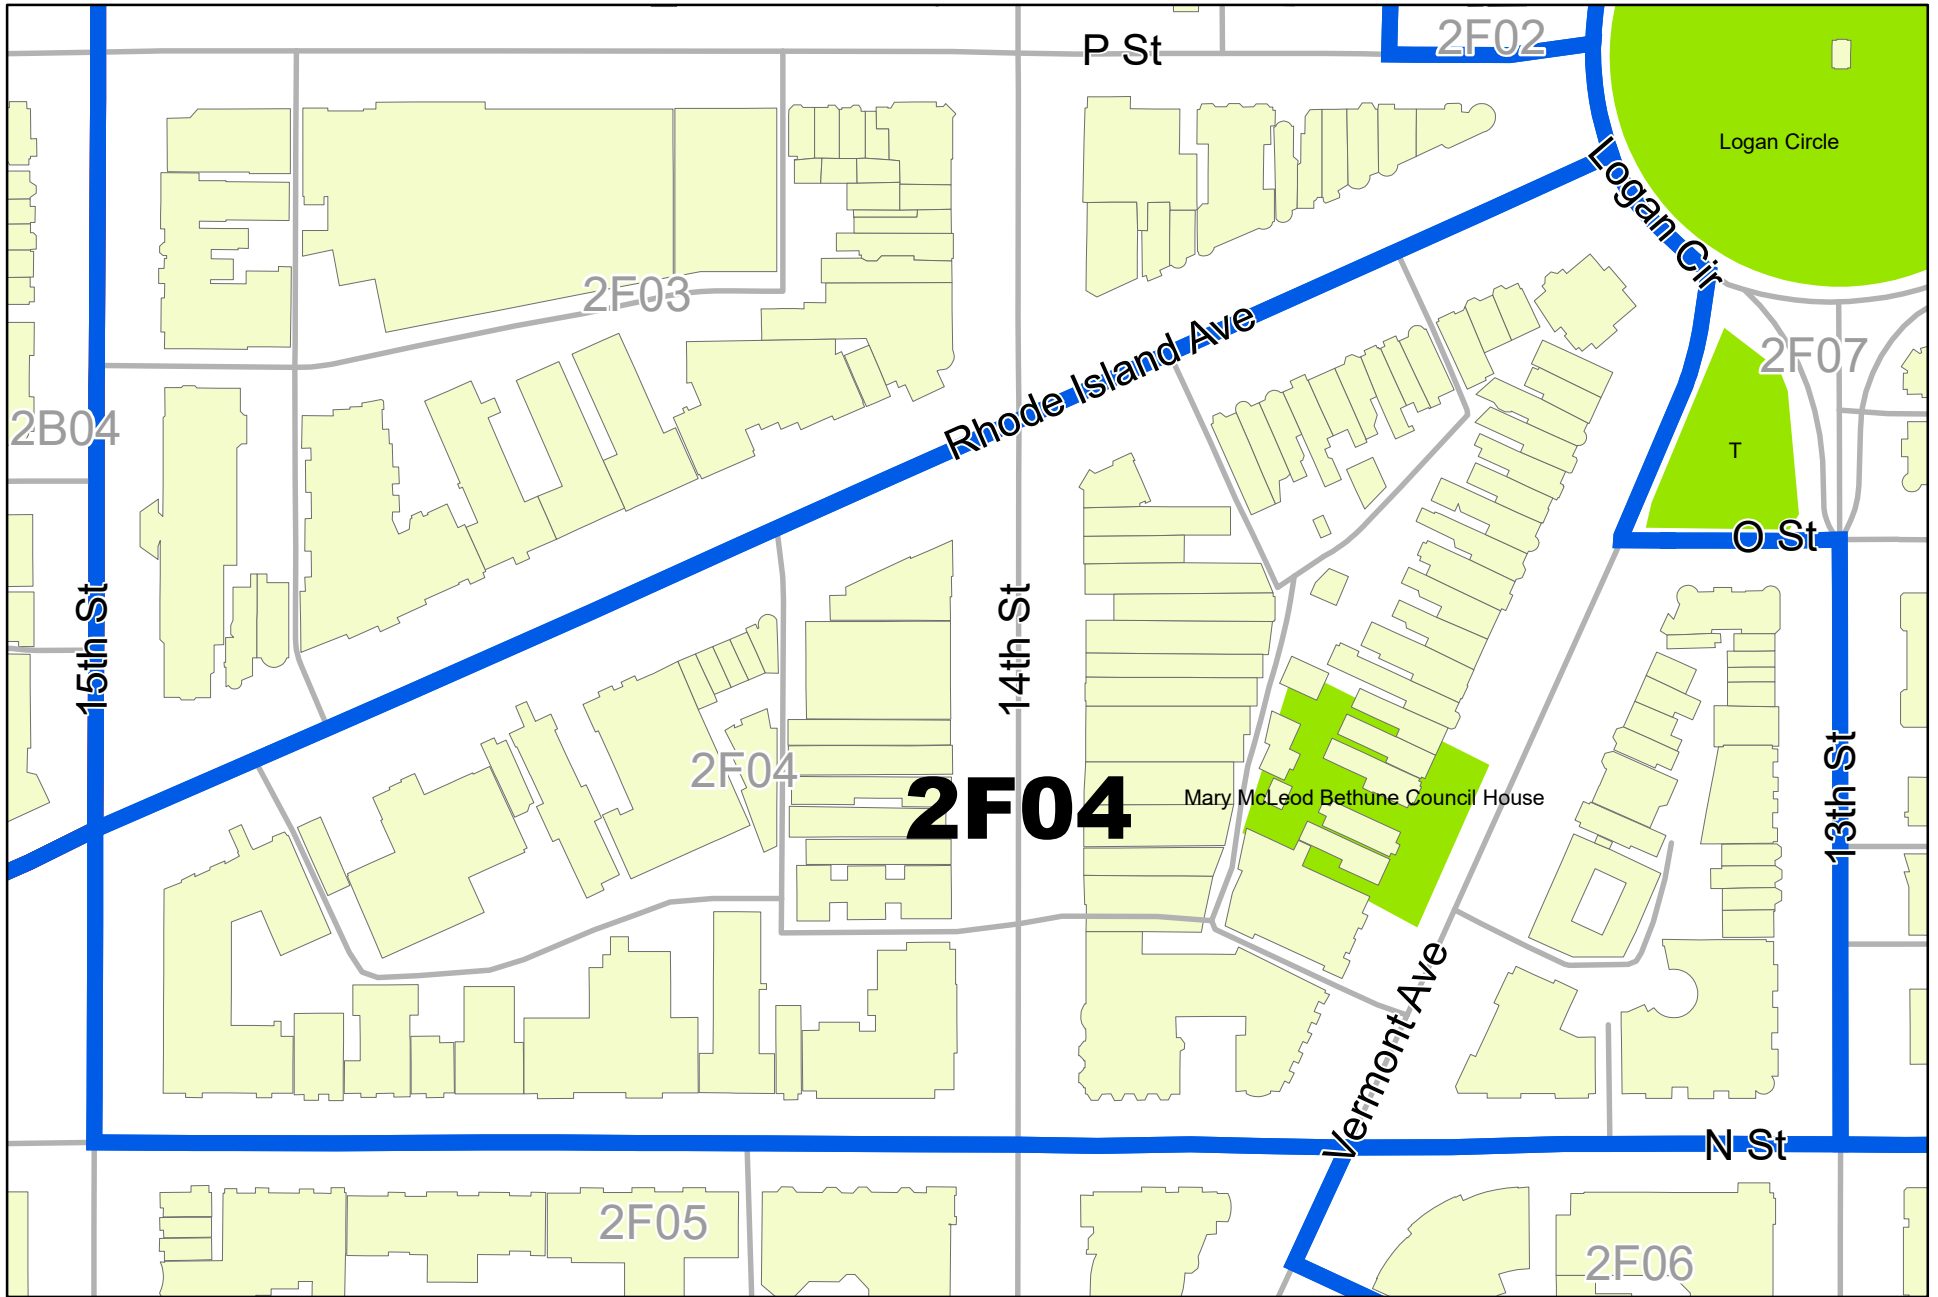 2F02
P St
Logan Circle
Logan Cir
2F03
Rhode Island Ave
2F07
2B04
T
O St
15th St
14th St
2F04
2F04
Mary McLeod Bethune Council House
13th St
Vermont Ave
N St
2F05
2F06